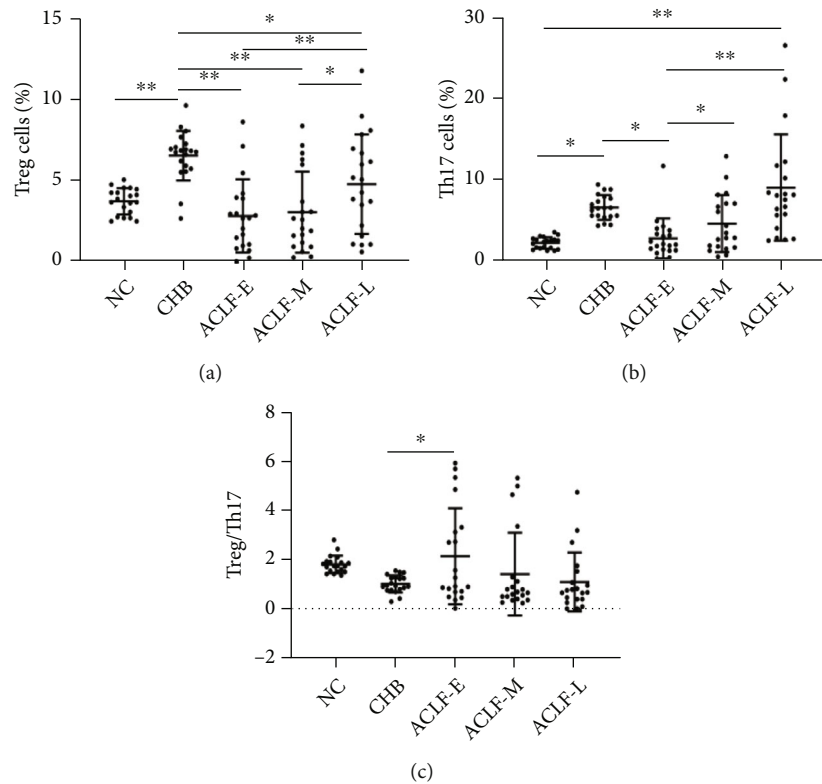 15
10
5
0
Treg cells (%)
*
**
**
**
**
*
NC
CHB
ACLF-E
ACLF-M
ACLF-L
(a)
30
20
10
0
Th17 cells (%)
**
**
*
*
*
NC
CHB
ACLF-E
ACLF-M
ACLF-L
(b)
8
6
4
2
0
−2
Treg/Th17
*
NC
CHB
ACLF-E
ACLF-M
ACLF-L
(c)